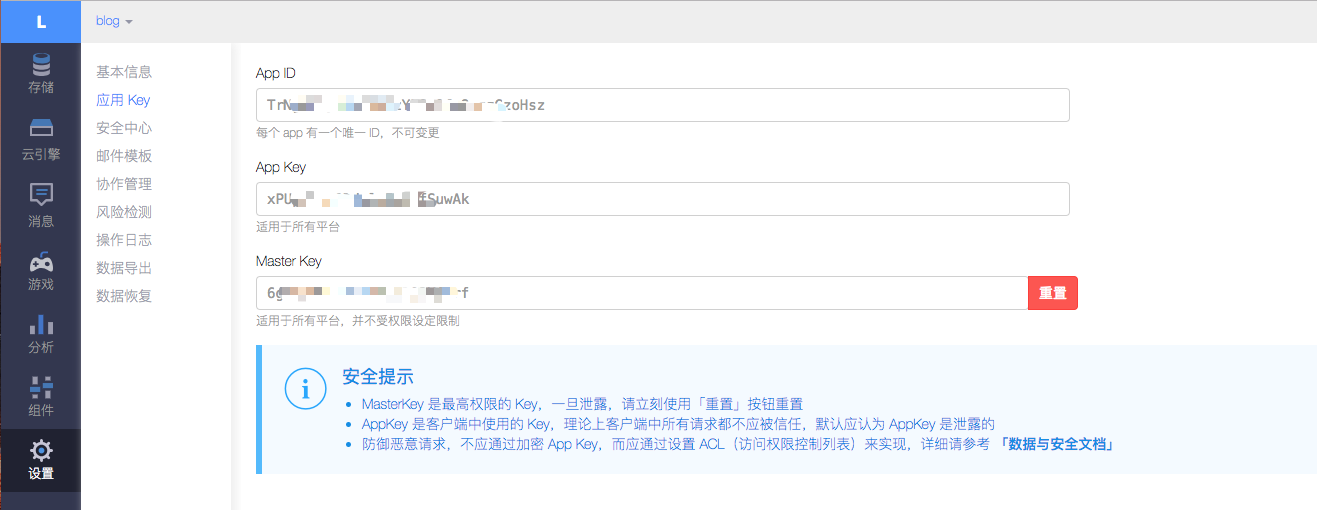 L
blog
存储
云引擎
消息
游戏
分析
组件
设置
基本信息
应用 Key
安全中心
邮件模板
协作管理
风险检测
操作日志
数据导出
数据恢复
App ID
每个 app 有一个唯一 ID，不可变更
App Key
适用于所有平台
Master Key
重置
适用于所有平台，并不受权限设定限制
安全提示
MasterKey 是最高权限的 Key，一旦泄露，请立刻使用「重置」按钮重置
AppKey 是客户端中使用的 Key，理论上客户端中所有请求都不应被信任，默认应认为 AppKey 是泄露的
防御恶意请求，不应通过加密 App Key，而应通过设置 ACL（访问权限控制列表）来实现，详细请参考 「数据与安全文档」